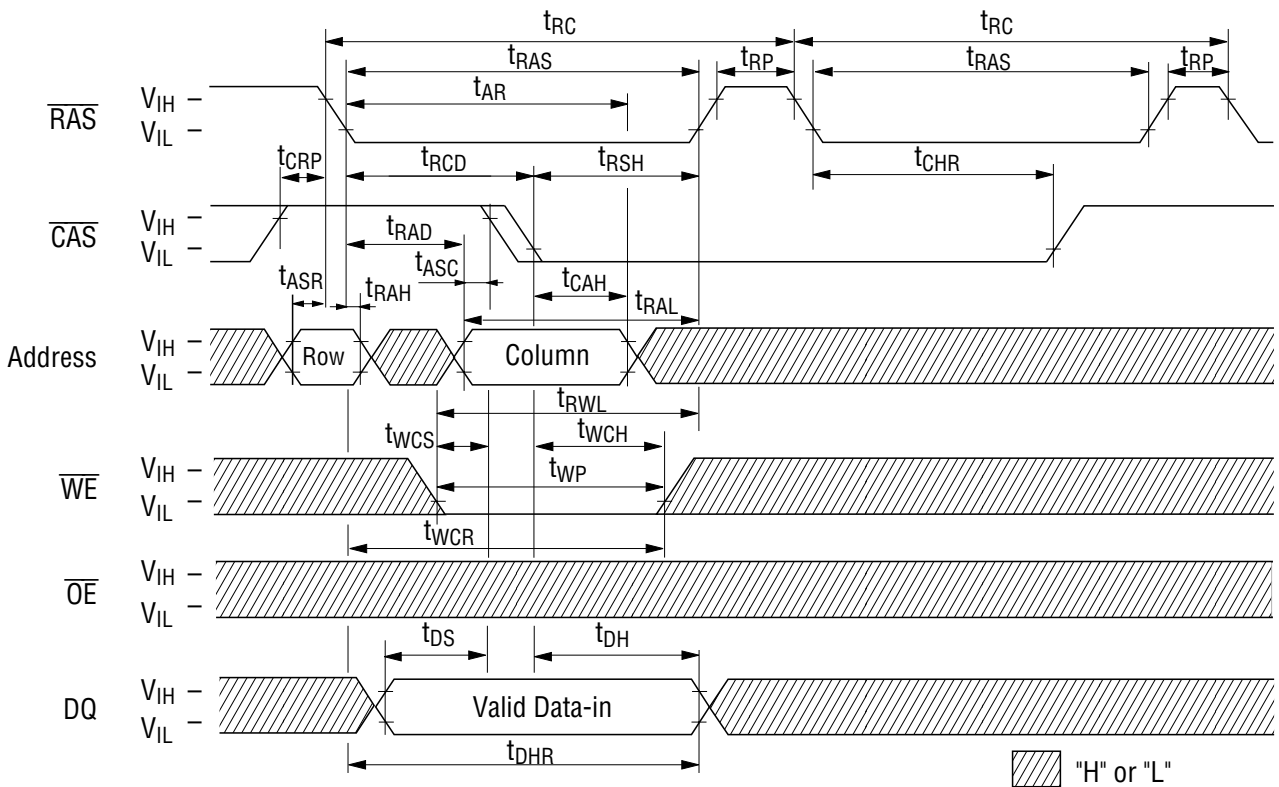 tRC tRC
tRAS tRP tRAS tRP
tAR
RAS VIH
VIL
tCRP tRCD tRSH tCHR
CAS VIH
VIL
tRAD
tASC
tASR tRAH tCAH
tRAL
Address VIH
VIL
Row Column
tRWL
tWCS tWCH
WE VIH
VIL
tWP
tWCR
OE VIH
VIL
tDS tDH
DQ VIH
VIL
Valid Data-in
tDHR
"H" or "L"